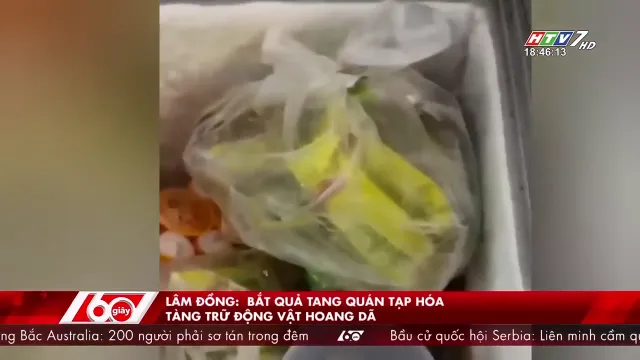 HTV7 HD
18:46:13
60 giây
LÂM ĐỒNG: BẮT QUẢ TANG QUÁN TẠP HÓA
TÀNG TRỮ ĐỘNG VẬT HOANG DÃ
ng Bắc Australia: 200 người phải sơ tán trong đêm 60 Bầu cử quốc hội Serbia: Liên minh cầm q